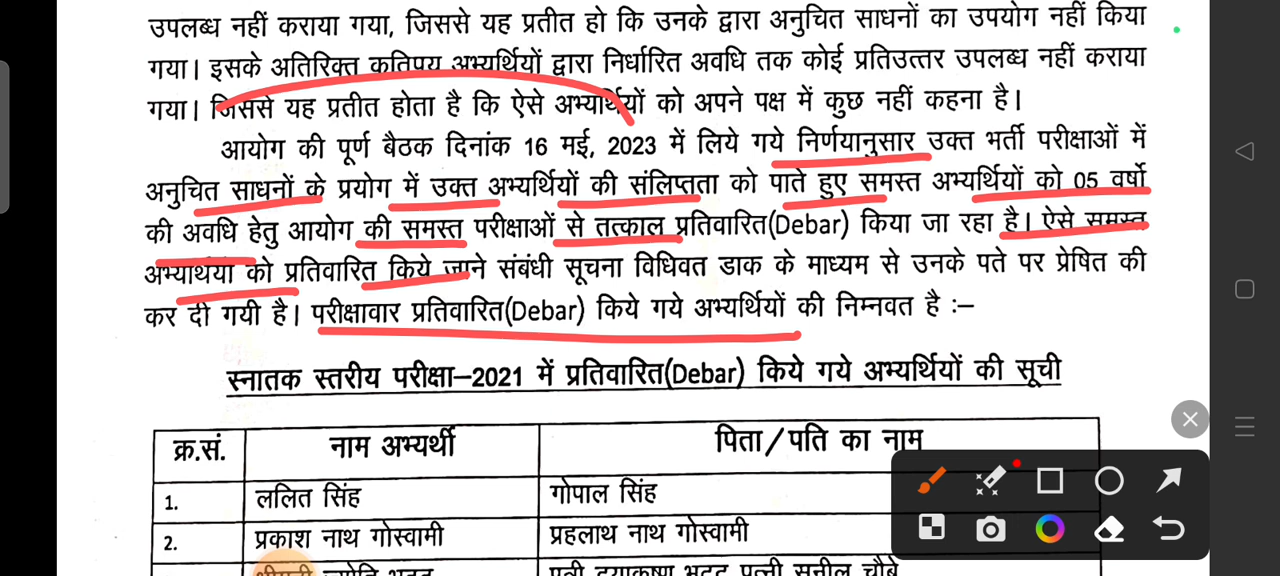 उपलब्ध नहीं कराया गया, जिससे यह प्रतीत हो कि उनके द्वारा अनुचित साधनों का उपयोग नहीं किया
गया। इसके अतिरिक्त कतिपय अभ्यर्थियों द्वारा निर्धारित अवधि तक कोई प्रतिउत्तर उपलब्ध नहीं कराया
गया। जिससे यह प्रतीत होता है कि ऐसे अभ्यर्थियों को अपने पक्ष में कुछ नहीं कहना है।
आयोग की पूर्ण बैठक दिनांक 16 मई, 2023 में लिये गये निर्णयानुसार उक्त भर्ती परीक्षाओं में
अनुचित साधनों के प्रयोग में उक्त अभ्यर्थियों की संलिप्तता को पाते हुए समस्त अभ्यर्थियों को 05 वर्षो
की अवधि हेतु आयोग की समस्त परीक्षाओं से तत्काल प्रतिवारित(Debar) किया जा रहा है। ऐसे समस्त
अभ्यर्थियों को प्रतिवारित किये जाने संबंधी सूचना विधिवत डाक के माध्यम से उनके पते पर प्रेषित की
कर दी गयी है। परीक्षावार प्रतिवारित(Debar) किये गये अभ्यर्थियों की निम्नवत है :–
स्नातक स्तरीय परीक्षा–2021 में प्रतिवारित(Debar) किये गये अभ्यर्थियों की सूची
क्र.सं. नाम अभ्यर्थी पिता/पति का नाम
1. ललित सिंह गोपाल सिंह
2. प्रकाश नाथ गोस्वामी प्रहलाथ नाथ गोस्वामी